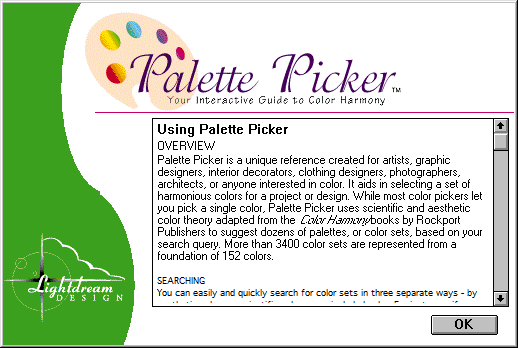 Palette Picker™
Your Interactive Guide to Color Harmony
Using Palette Picker
OVERVIEW
Palette Picker is a unique reference created for artists, graphic
designers, interior decorators, clothing designers, photographers,
architects, or anyone interested in color. It aids in selecting a set of
harmonious colors for a project or design. While most color pickers let
you pick a single color, Palette Picker uses scientific and aesthetic
color theory adapted from the Color Harmony books by Rockport
Publishers to suggest dozens of palettes, or color sets, based on your
search query. More than 3400 color sets are represented from a
foundation of 152 colors.
SEARCHING
You can easily and quickly search for color sets in three separate ways - by
Lightdream
DESIGN
OK